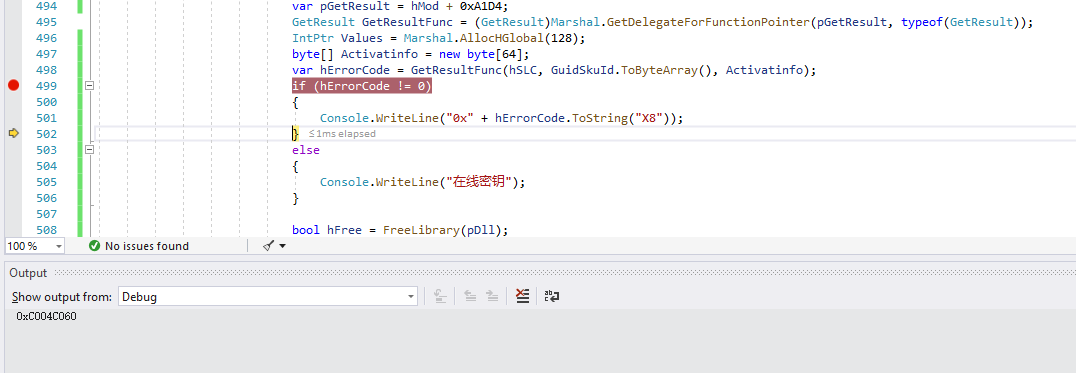 494 var pGetResult = hMod + 0xA1D4;
495 GetResult GetResultFunc = (GetResult)Marshal.GetDelegateForFunctionPointer(pGetResult, typeof(GetResult));
496 IntPtr Values = Marshal.AllocHGlobal(128);
497 byte[] Activatinfo = new byte[64];
498 var hErrorCode = GetResultFunc(hSLC, GuidSkuId.ToByteArray(), Activatinfo);
499 if (hErrorCode != 0)
500 {
501 Console.WriteLine("0x" + hErrorCode.ToString("X8"));
502 } ≤1ms elapsed
503 else
504 {
505 Console.WriteLine("在线密钥");
506 }
507
508 bool hFree = FreeLibrary(pDll);
100 % No issues found
Output
Show output from: Debug
0xC004C060